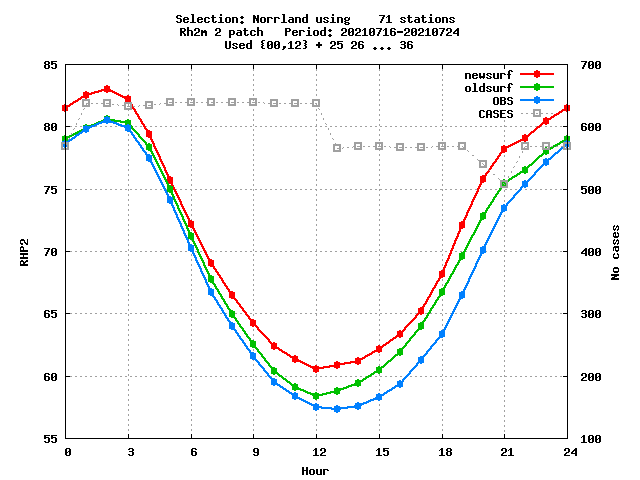 Selection: Norrland using    71 stations
Rh2m 2 patch   Period: 20210716-20210724
Used {00,12} + 25 26 ... 36
85 700
newsurf
oldsurf
OBS
CASES
80 600
75 500
RHP2
70 400
No cases
65 300
60 200
55 100
0 3 6 9 12 15 18 21 24
Hour